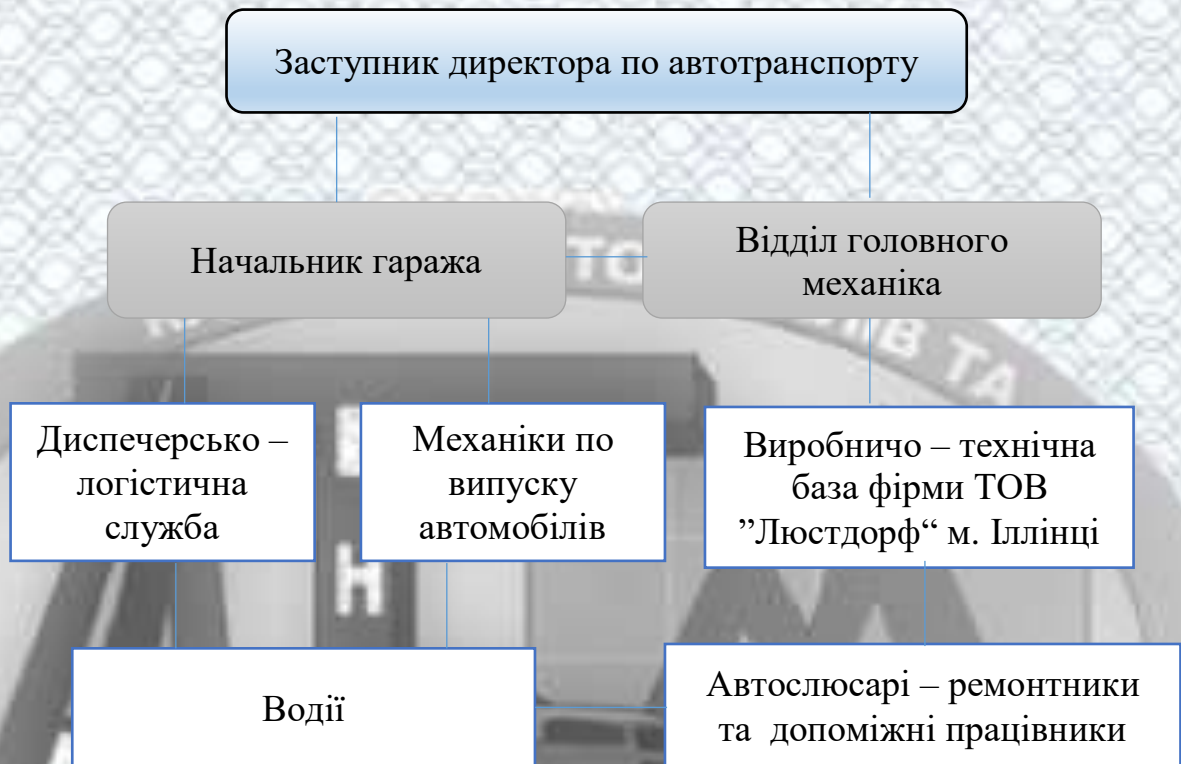 Заступник директора по автотранспорту
Начальник гаража
Відділ головного
механіка
Диспечерсько –
логістична
служба
Механіки по
випуску
автомобілів
Виробничо – технічна
база фірми ТОВ
”Люстдорф“ м. Іллінці
Водії
Автослюсарі – ремонтники
та допоміжні працівники